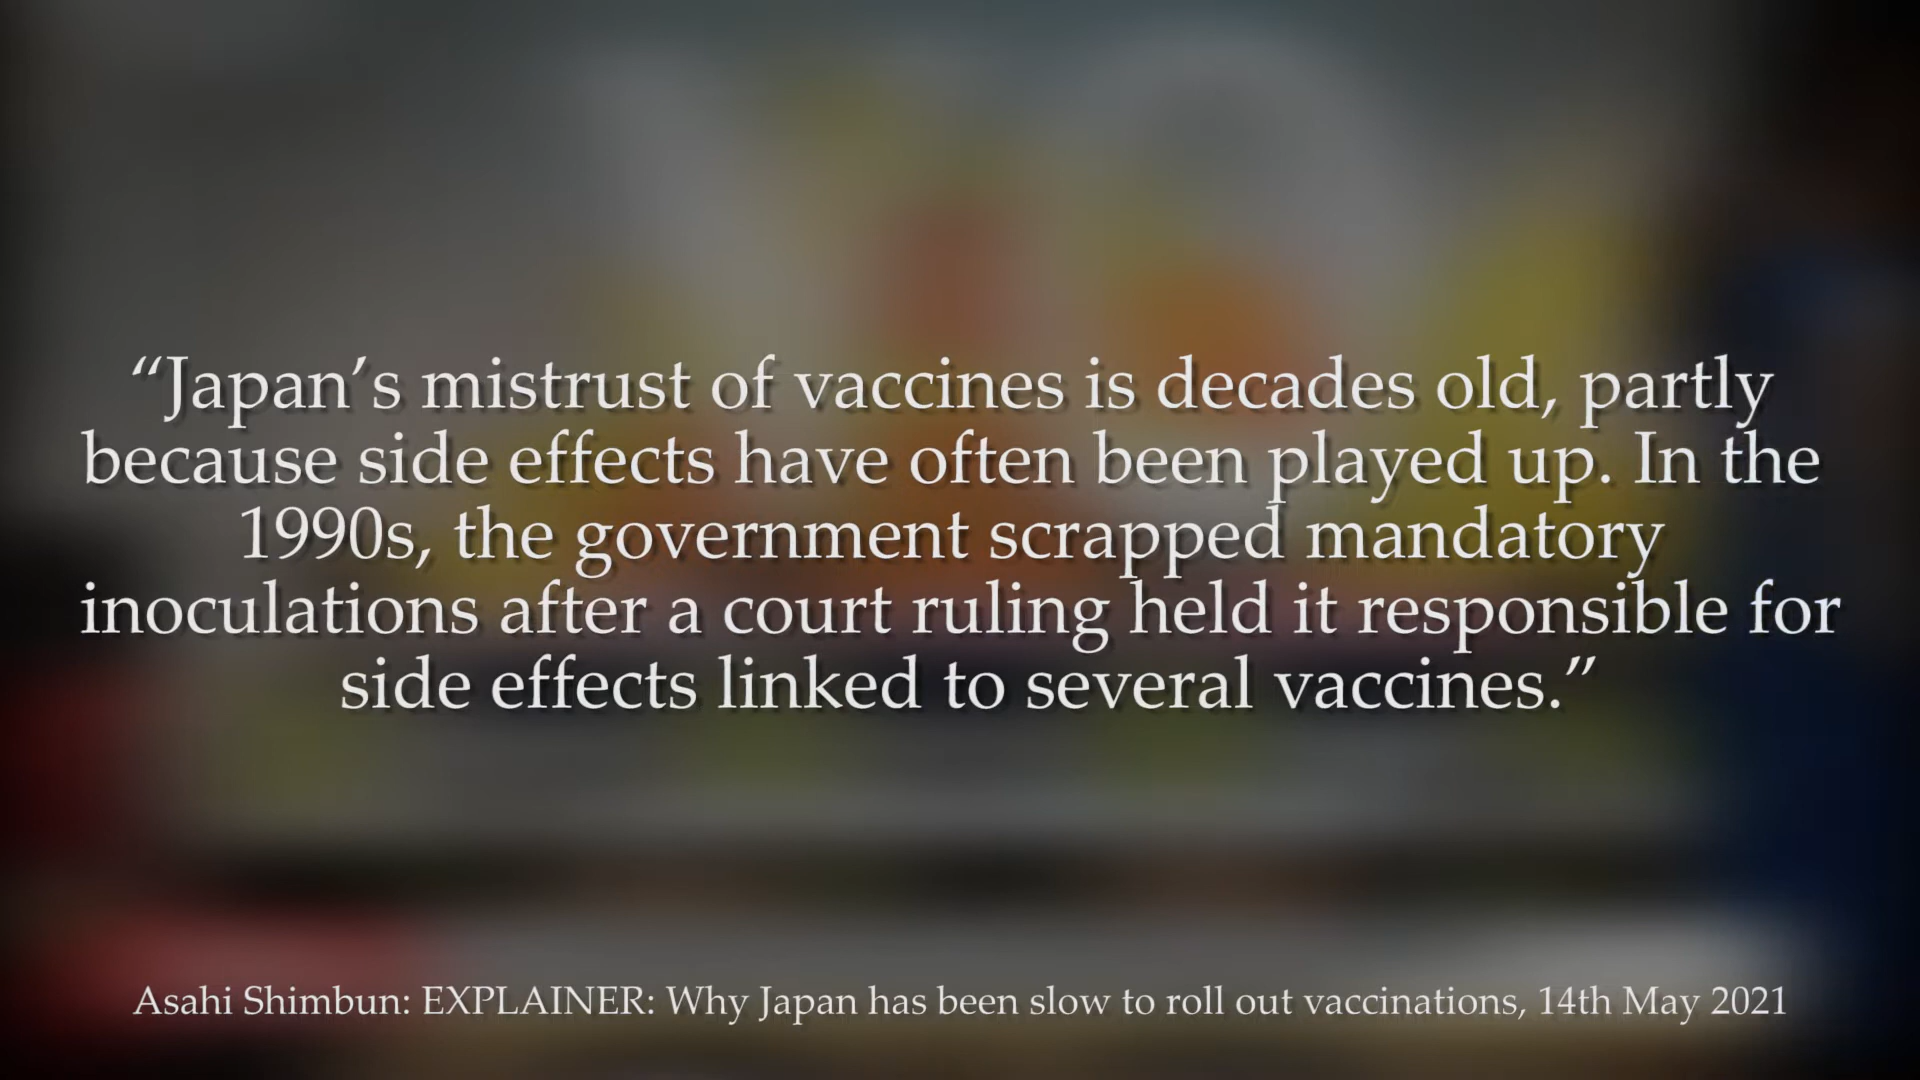 “Japan’s mistrust of vaccines is decades old, partly
because side effects have often been played up. In the
1990s, the government scrapped mandatory
inoculations after a court ruling held it responsible for
side effects linked to several vaccines.”
Asahi Shimbun: EXPLAINER: Why Japan has been slow to roll out vaccinations, 14th May 2021